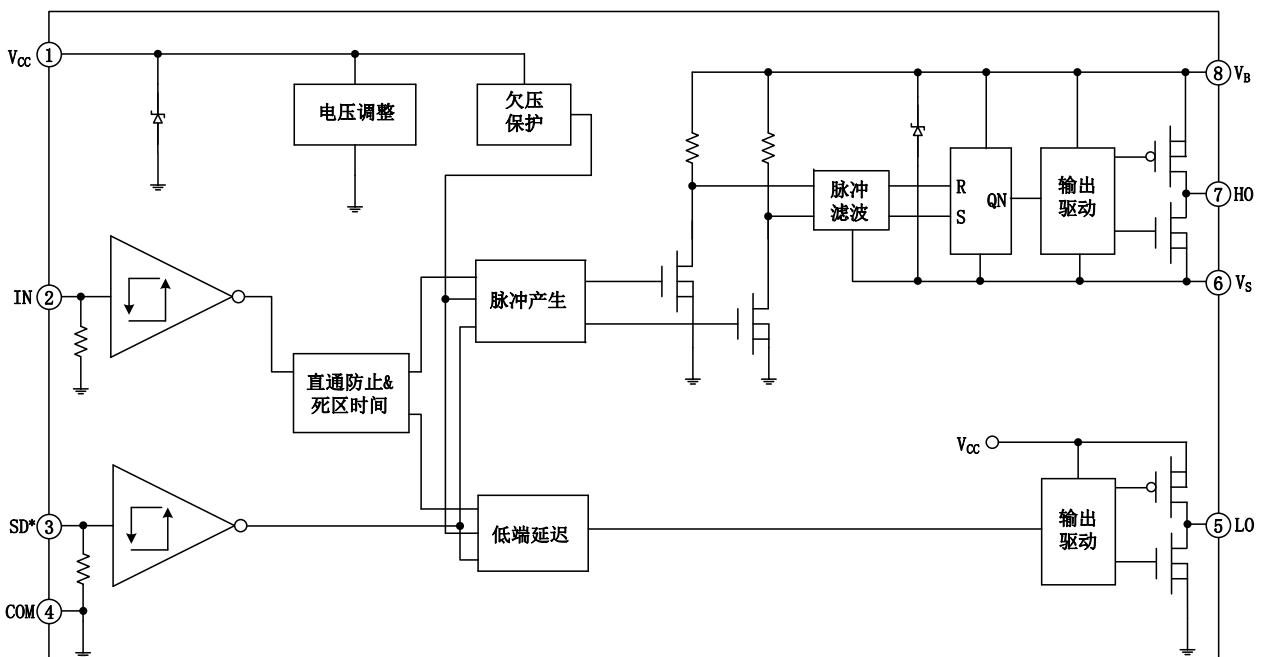 VCC 1
电压调整
欠压
保护
8 VB
脉冲
滤波
R
S
QN
输出
驱动
7 HO
6 VS
IN 2
脉冲产生
直通防止&
死区时间
VCC
SD* 3
低端延迟
输出
驱动
5 LO
COM 4